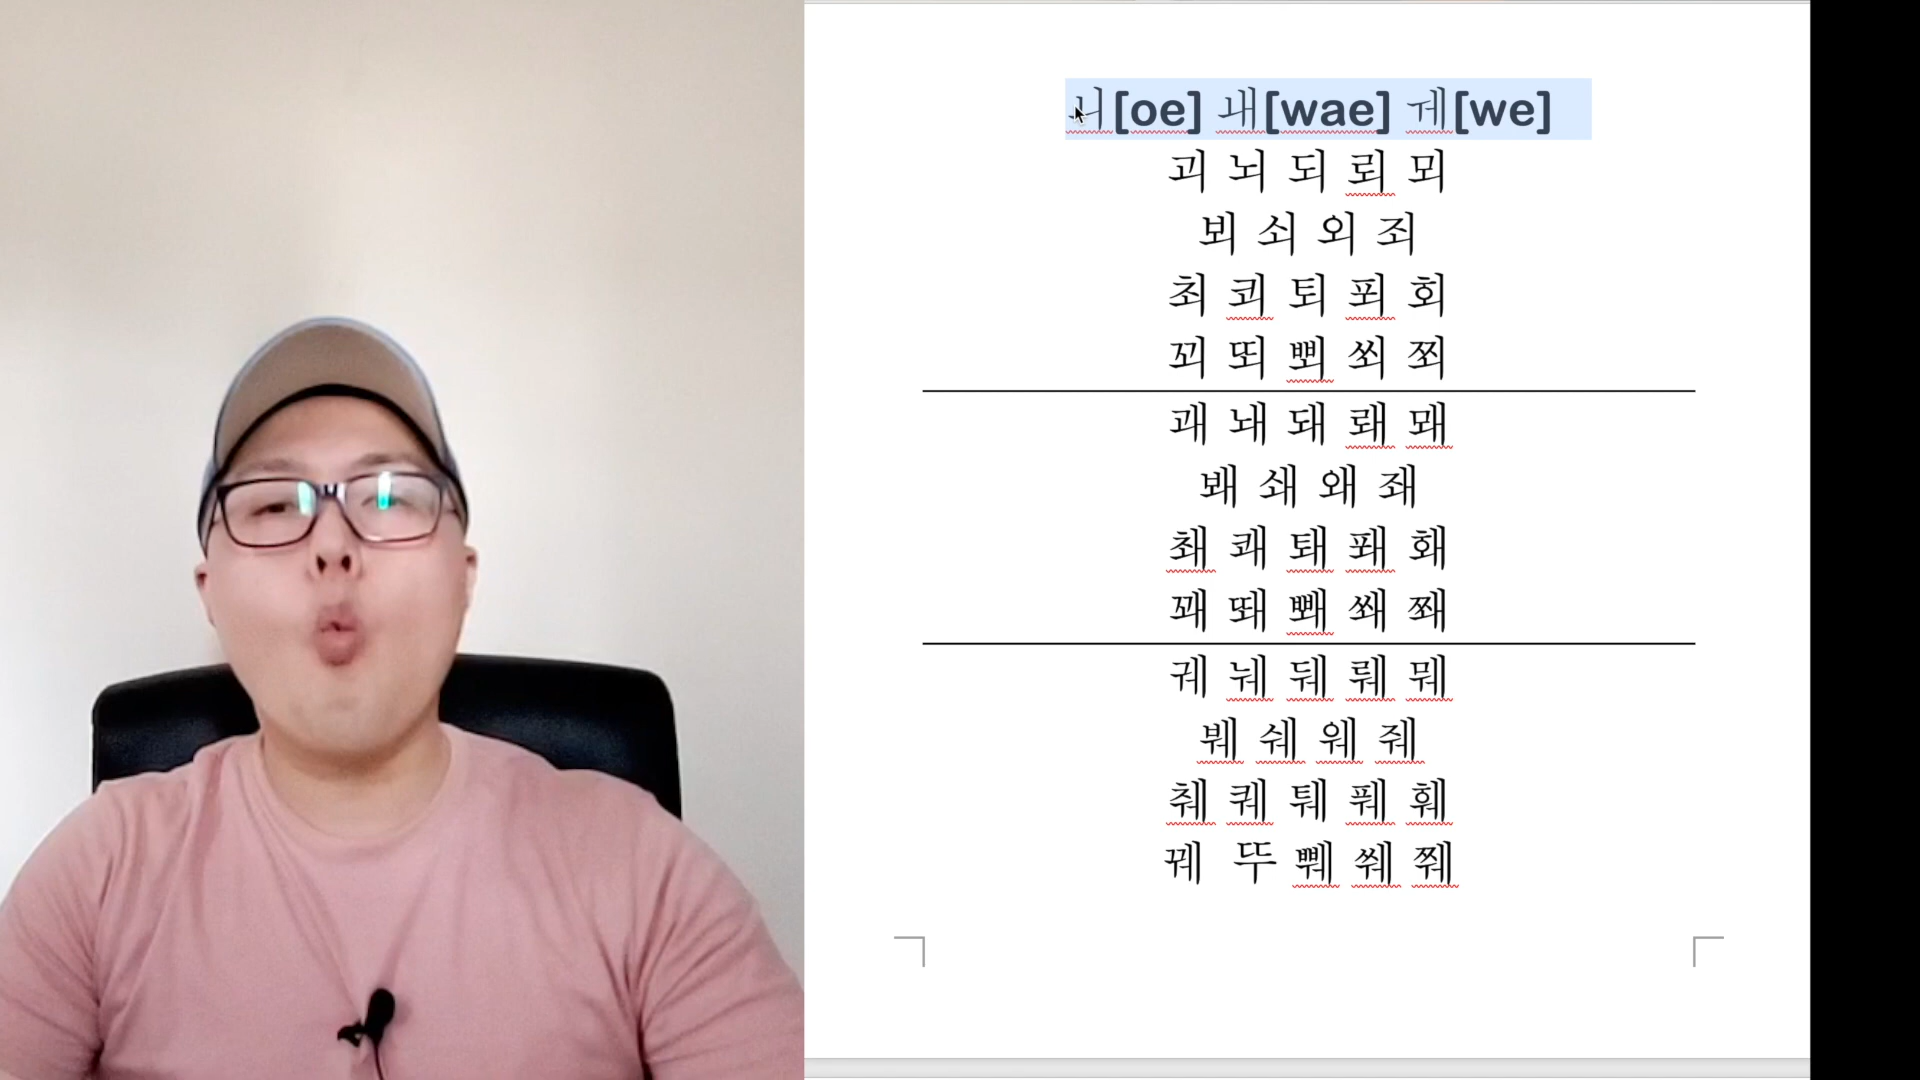 ㅚ[oe] ㅙ[wae] ㅞ[we]
괴 뇌 되 뢰 뫼
뵈 쇠 외 죄
최 쾨 퇴 푀 회
꾀 뙤 뾔 쐬 쬐
괘 놰 돼 뢔 뫠
봬 쇄 왜 좨
쵀 쾌 퇘 퐤 홰
꽤 뙈 뽸 쐐 쫴
궤 눼 뒈 뤠 뭬
붸 쉐 웨 줴
췌 퀘 퉤 풰 훼
꿰 뚜 쀄 쒜 쮀